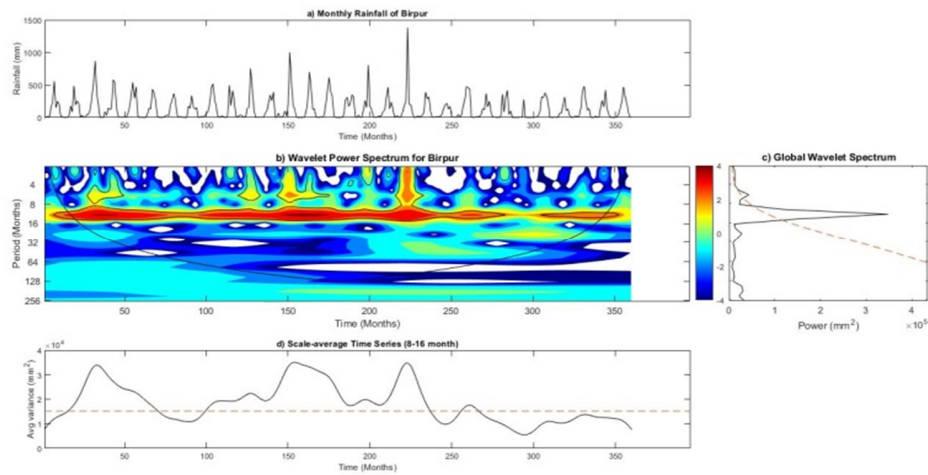 a) Monthly Rainfall of Birpur
1500
1000
500
0
Rainfall (mm)
50 100 150 200 250 300 350
Time (Months)
b) Wavelet Power Spectrum for Birpur
4
8
16
32
64
128
256
Period (Months)
50 100 150 200 250 300 350
Time (Months)
4
2
0
-2
-4
c) Global Wavelet Spectrum
0 1 2 3 4
Power (mm²) ×10⁵
d) Scale-average Time Series (8-16 month)
×10⁴
4
3
2
1
0
Avg variance (mm²)
50 100 150 200 250 300 350
Time (Months)